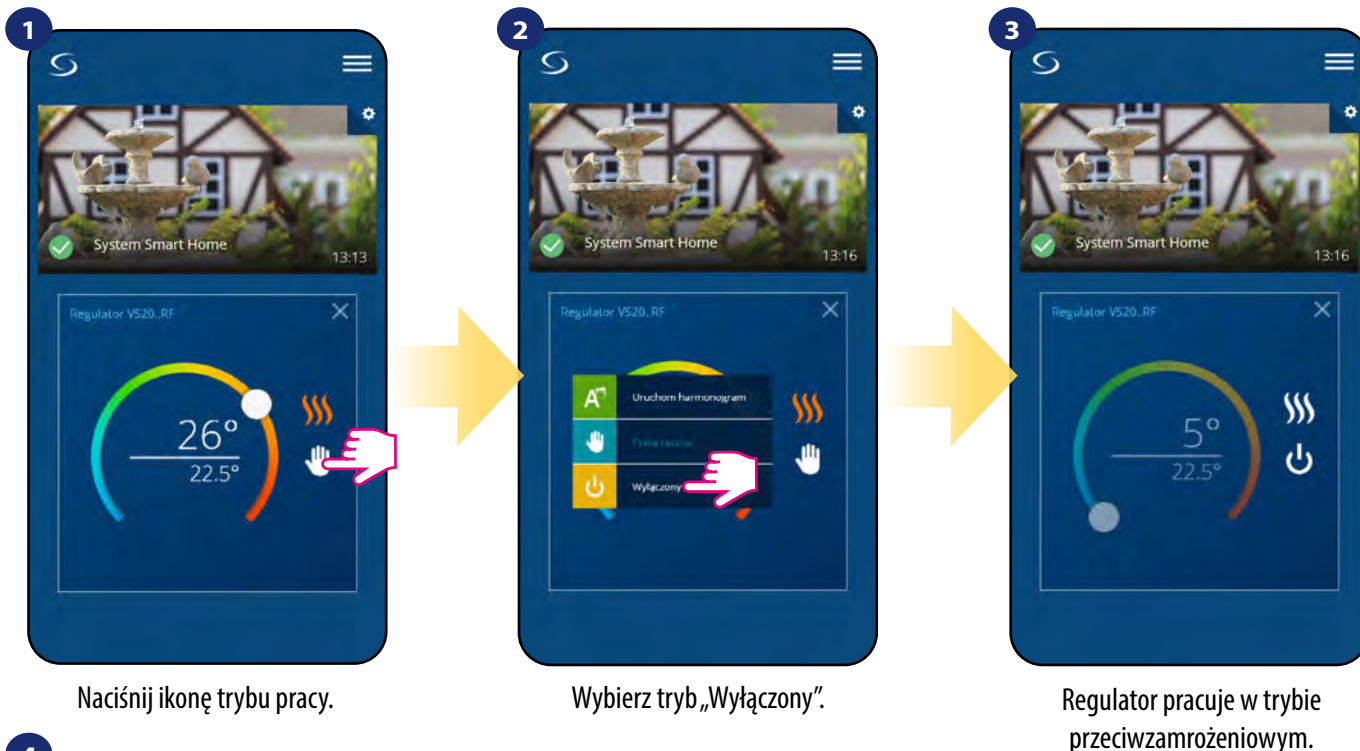 1
System Smart Home
13:13
Regulator VS20..RF
26°
22.5°
Naciśnij ikonę trybu pracy.
2
System Smart Home
13:16
Regulator VS20..RF
A
Uruchom harmonogram
Praca ręczna
Wyłączony
Wybierz tryb „Wyłączony”.
3
System Smart Home
13:16
Regulator VS20..RF
5°
22.5°
Regulator pracuje w trybie
przeciwzamrożeniowym.
4